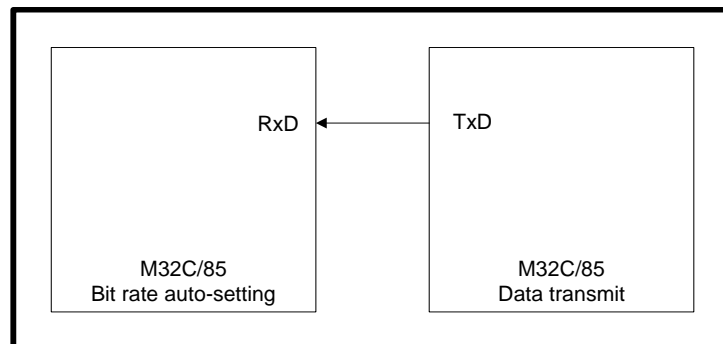 RxD
TxD
M32C/85
Bit rate auto-setting
M32C/85
Data transmit